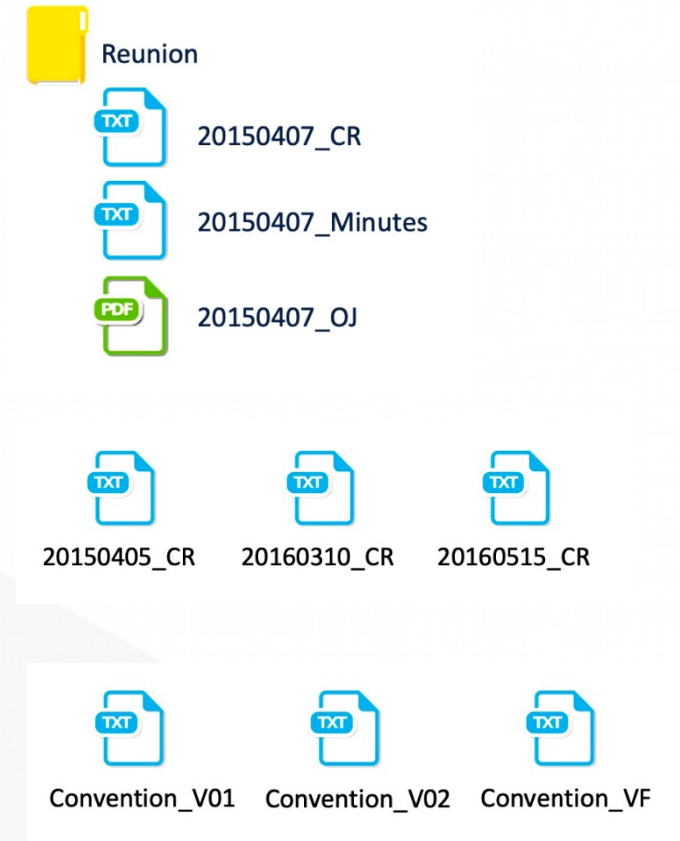 Reunion
TXT
20150407_CR
TXT
20150407_Minutes
PDF
20150407_OJ
TXT TXT TXT
20150405_CR 20160310_CR 20160515_CR
TXT TXT TXT
Convention_V01 Convention_V02 Convention_VF